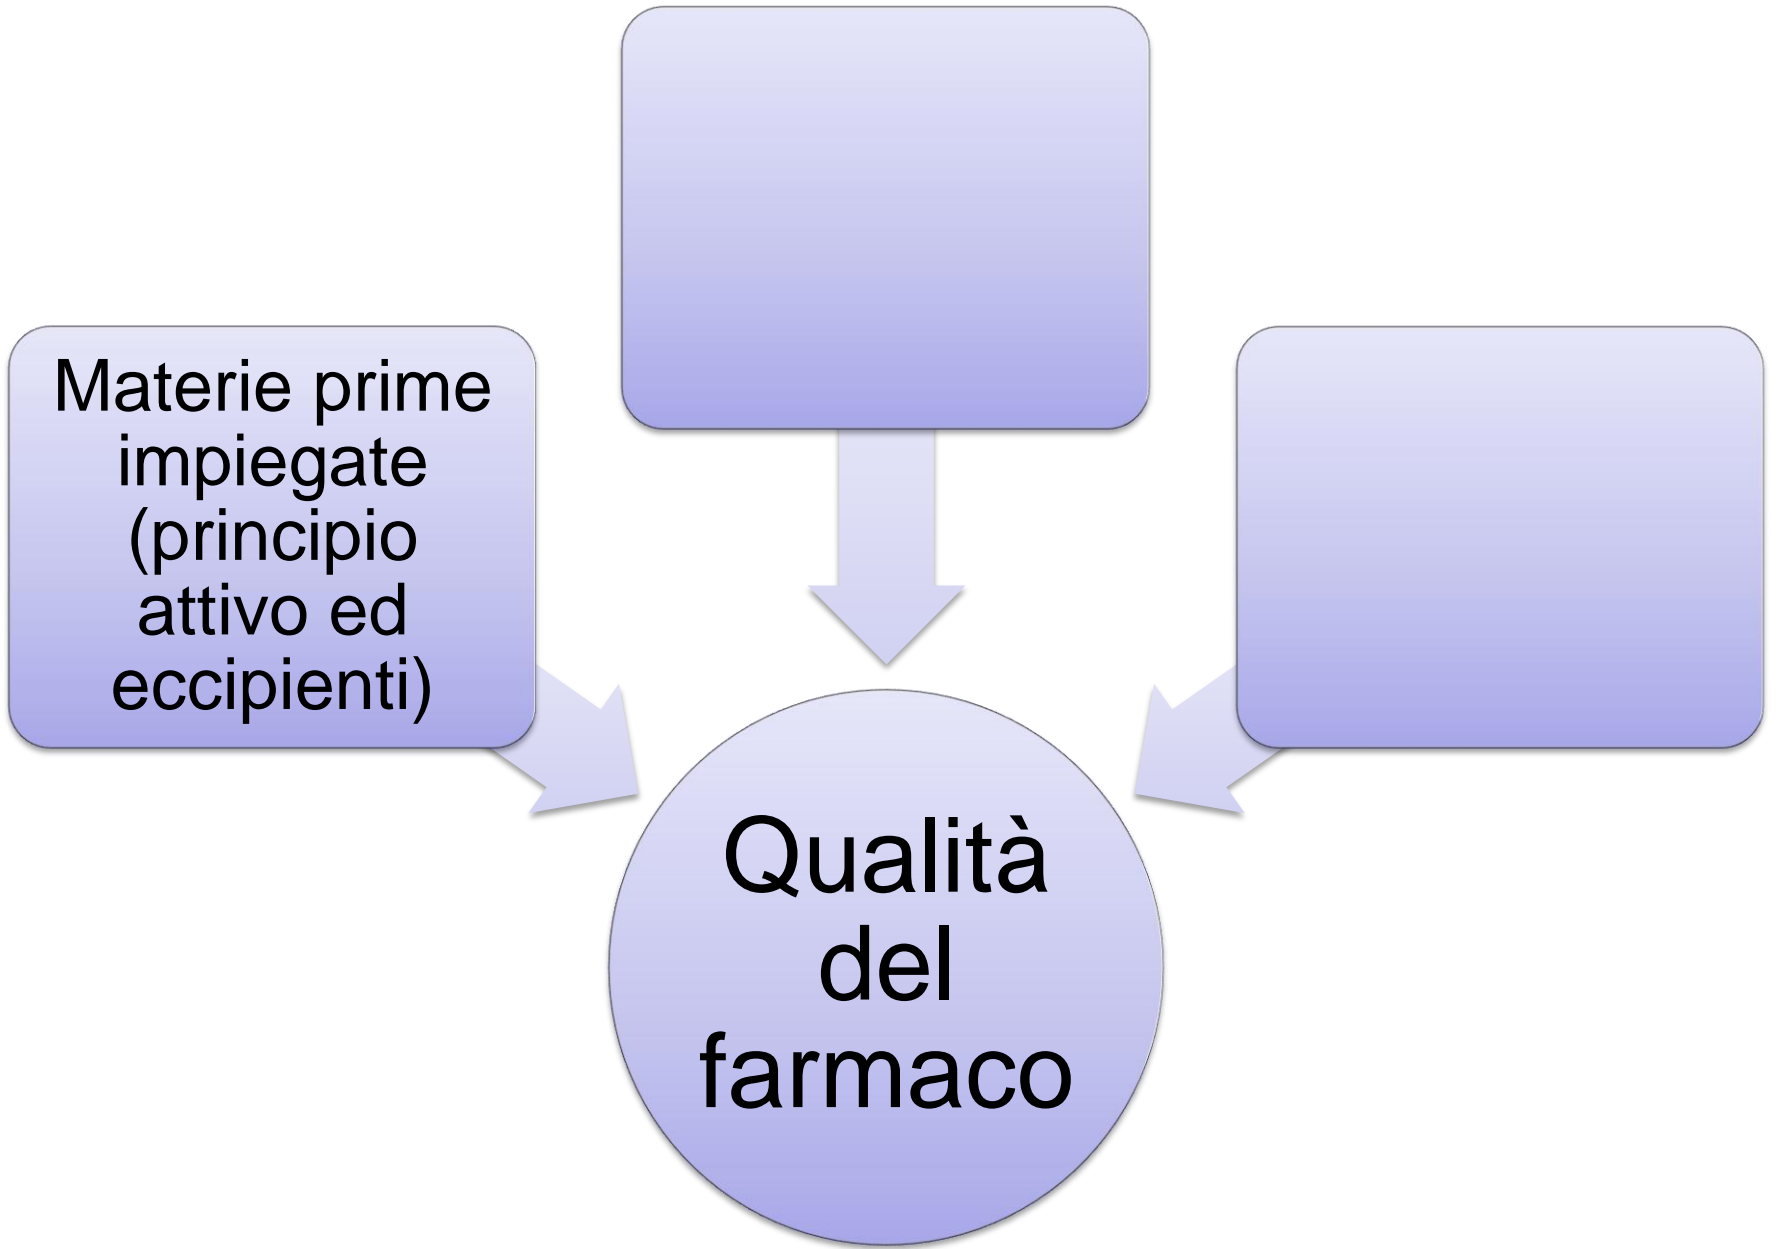 Materie prime
impiegate
(principio
attivo ed
eccipienti)
Qualità
del
farmaco